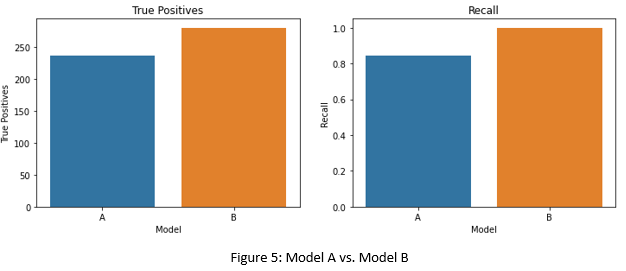 True Positives
True Positives
250
200
150
100
50
0
A
B
Model
Recall
Recall
1.0
0.8
0.6
0.4
0.2
0.0
A
B
Model
Figure 5: Model A vs. Model B